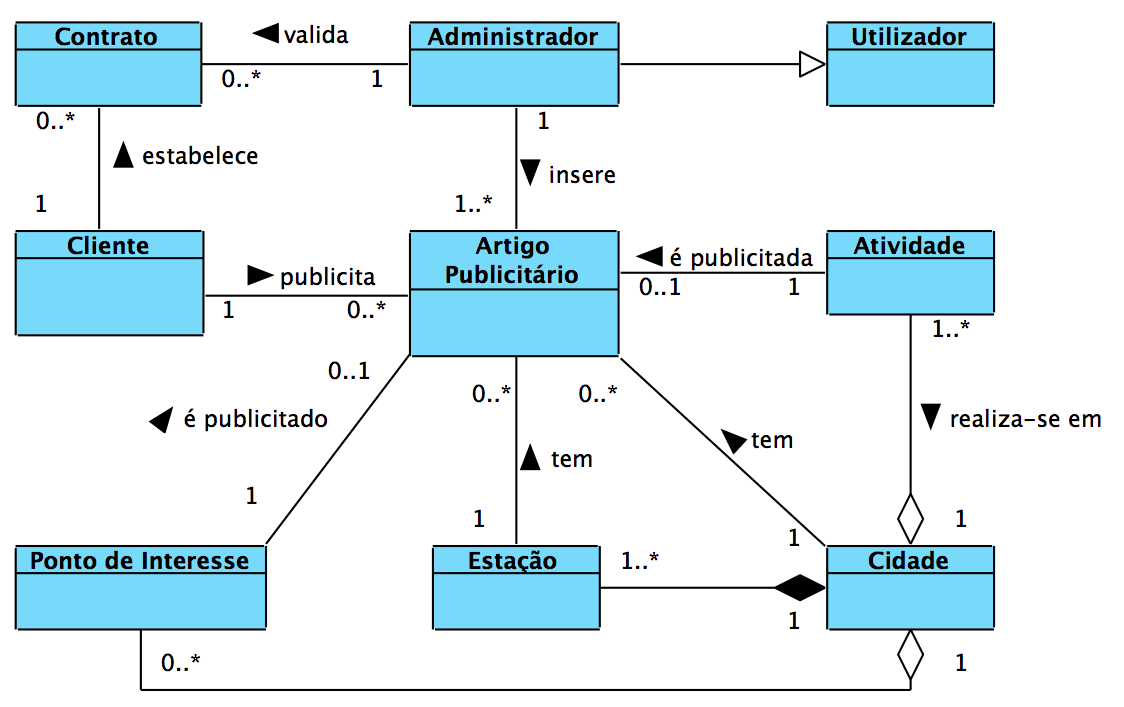 Contrato
valida
Administrador
Utilizador
0..*
1
0..*
1
estabelece
insere
1
1..*
Cliente
Artigo
Publicitário
Atividade
publicita
é publicitada
1
0..*
0..1
1
1..*
0..1
0..*
0..*
é publicitado
realiza-se em
tem
tem
1
1
1
1
Ponto de Interesse
Estação
1..*
Cidade
1
0..*
1